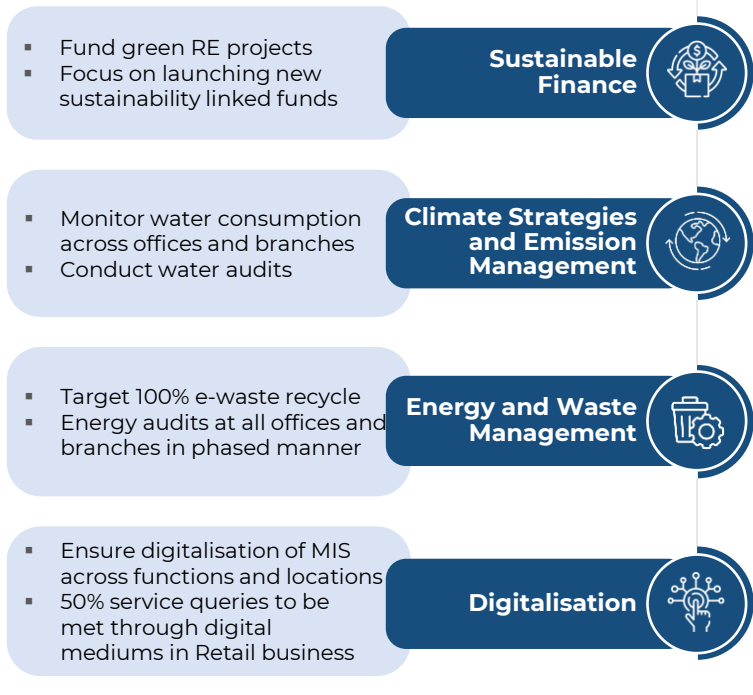 ▪ Fund green RE projects
▪ Focus on launching new
sustainability linked funds
Sustainable
Finance
$
▪ Monitor water consumption
across offices and branches
▪ Conduct water audits
Climate Strategies
and Emission
Management
▪ Target 100% e-waste recycle
▪ Energy audits at all offices and
branches in phased manner
Energy and Waste
Management
▪ Ensure digitalisation of MIS
across functions and locations
▪ 50% service queries to be
met through digital
mediums in Retail business
Digitalisation